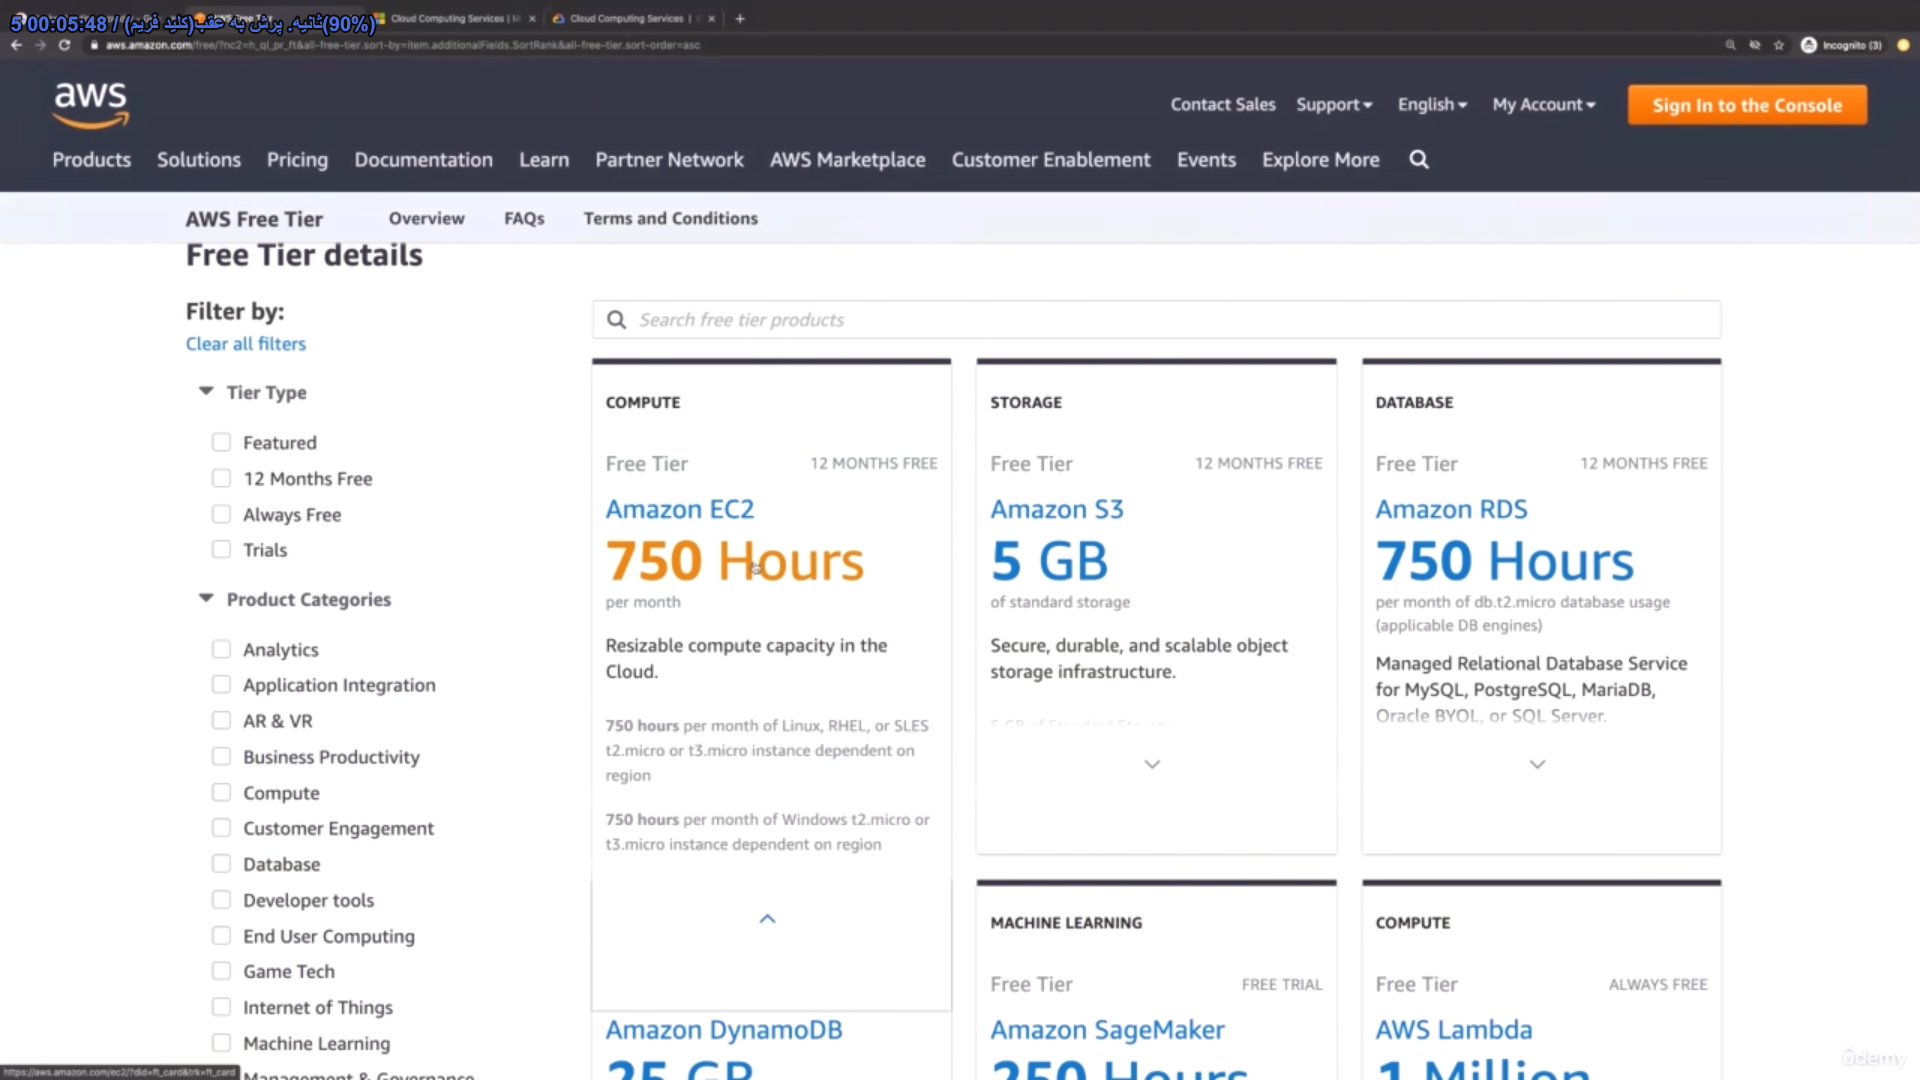 5 00:05:48 / (90%)ثانیه. پرش به عقب(کلید فریم)
Cloud Computing Services | M
Cloud Computing Services |
aws.amazon.com/free/?nc2=h_ql_pr_ft&all-free-tier.sort-by=item.additionalFields.SortRank&all-free-tier.sort-order=asc
Incognito (3)
aws
Contact Sales Support English My Account Sign In to the Console
Products Solutions Pricing Documentation Learn Partner Network AWS Marketplace Customer Enablement Events Explore More
AWS Free Tier Overview FAQs Terms and Conditions
Free Tier details
Filter by:
Clear all filters
Tier Type
Featured
12 Months Free
Always Free
Trials
Product Categories
Analytics
Application Integration
AR & VR
Business Productivity
Compute
Customer Engagement
Database
Developer tools
End User Computing
Game Tech
Internet of Things
Machine Learning
Management & Governance
Search free tier products
COMPUTE
Free Tier 12 MONTHS FREE
Amazon EC2
750 Hours
per month
Resizable compute capacity in the
Cloud.
750 hours per month of Linux, RHEL, or SLES
t2.micro or t3.micro instance dependent on
region
750 hours per month of Windows t2.micro or
t3.micro instance dependent on region
STORAGE
Free Tier 12 MONTHS FREE
Amazon S3
5 GB
of standard storage
Secure, durable, and scalable object
storage infrastructure.
5 GB of Standard Storage
DATABASE
Free Tier 12 MONTHS FREE
Amazon RDS
750 Hours
per month of db.t2.micro database usage
(applicable DB engines)
Managed Relational Database Service
for MySQL, PostgreSQL, MariaDB,
Oracle BYOL, or SQL Server.
Amazon DynamoDB
25 GB
MACHINE LEARNING
Free Tier FREE TRIAL
Amazon SageMaker
250 Hours
COMPUTE
Free Tier ALWAYS FREE
AWS Lambda
1 Million
https://aws.amazon.com/ec2/?did=ft_card&trk=ft_card
ûdemy